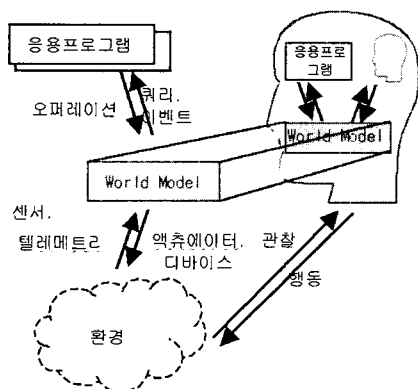 응용프로그램
응용프로
그램
오퍼레이션
쿼리,
이벤트
World Model
World Model
센서,
텔레메트리
액츄에이터,
디바이스
관찰
행동
환경